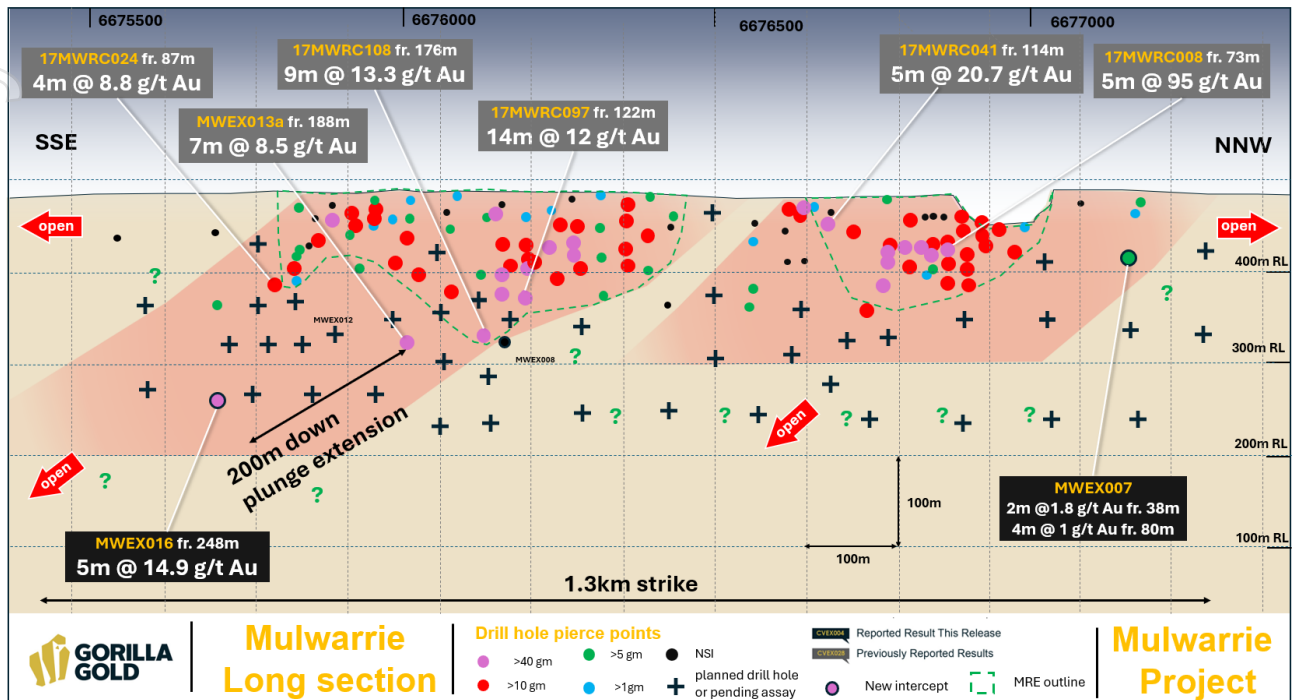 6675500
6676000
6676500
6677000
17MWRC024 fr. 87m
4m @ 8.8 g/t Au
17MWRC108 fr. 176m
9m @ 13.3 g/t Au
17MWRC041 fr. 114m
5m @ 20.7 g/t Au
17MWRC008 fr. 73m
5m @ 95 g/t Au
MWEX013a fr. 188m
7m @ 8.5 g/t Au
17MWRC097 fr. 122m
14m @ 12 g/t Au
SSE
NNW
open
open
?
400m RL
?
MWEX012
MWEX008
?
300m RL
200m down
plunge extension
?
?
open
?
?
?
200m RL
open
?
?
100m
100m
MWEX007
2m @1.8 g/t Au fr. 38m
4m @ 1 g/t Au fr. 80m
MWEX016 fr. 248m
5m @ 14.9 g/t Au
100m RL
1.3km strike
GORILLA
GOLD
Mulwarrie
Long section
Drill hole pierce points
>40 gm
>5 gm
NSI
>10 gm
>1gm
planned drill hole
or pending assay
CVEX004 Reported Result This Release
CVEX028 Previously Reported Results
New intercept
MRE outline
Mulwarrie
Project